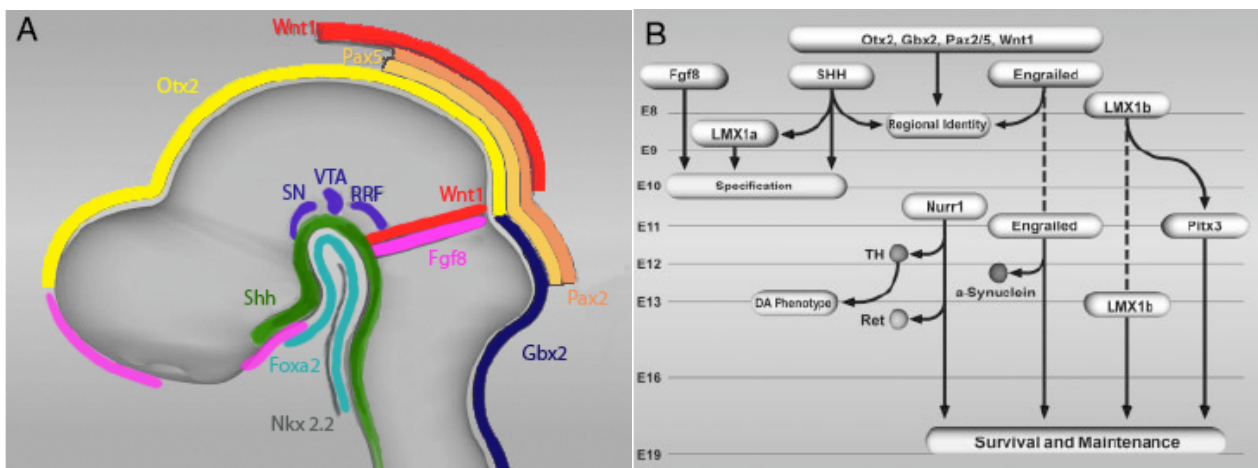 A
Wnt1
Pax5
Otx2
SN
VTA
RRF
Wnt1
Fgf8
Shh
Pax2
Foxa2
Gbx2
Nkx 2.2
B
Otx2, Gbx2, Pax2/5, Wnt1
Fgf8
SHH
Engrailed
E8
LMX1b
Regional Identity
LMX1a
E9
E10
Specification
Nurr1
E11
Engrailed
Pitx3
TH
E12
a-Synuclein
E13
DA Phenotype
LMX1b
Ret
E16
Survival and Maintenance
E19